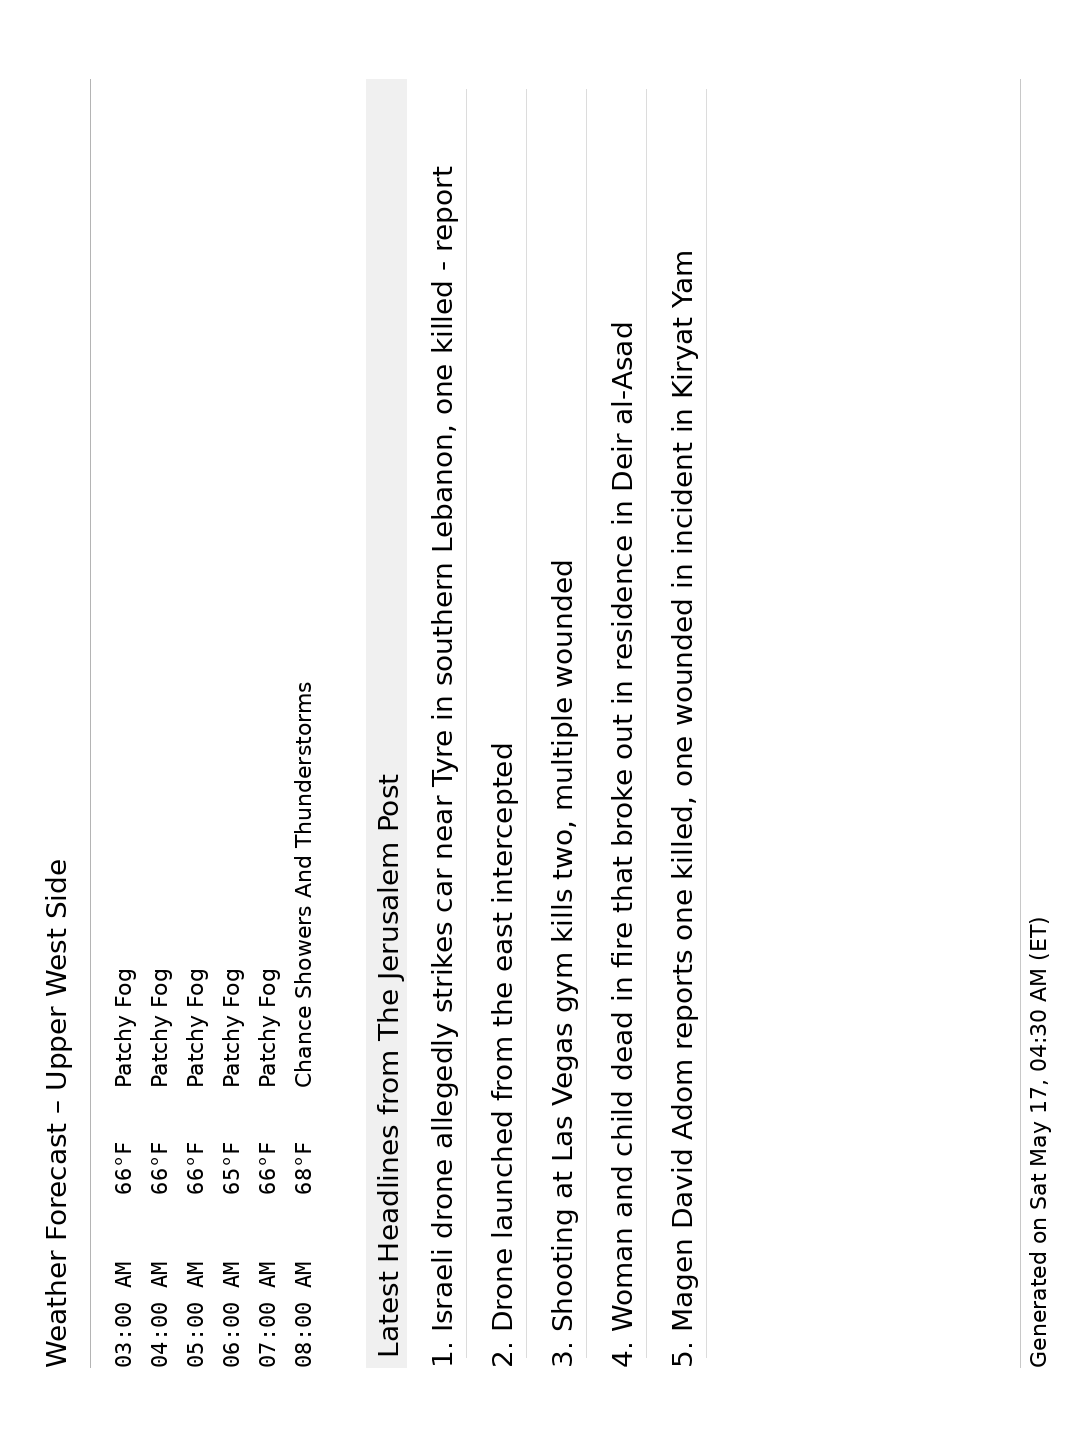 Weather Forecast – Upper West Side
03:00 AM 66°F Patchy Fog
04:00 AM 66°F Patchy Fog
05:00 AM 66°F Patchy Fog
06:00 AM 65°F Patchy Fog
07:00 AM 66°F Patchy Fog
08:00 AM 68°F Chance Showers And Thunderstorms
Latest Headlines from The Jerusalem Post
1. Israeli drone allegedly strikes car near Tyre in southern Lebanon, one killed - report
2. Drone launched from the east intercepted
3. Shooting at Las Vegas gym kills two, multiple wounded
4. Woman and child dead in fire that broke out in residence in Deir al-Asad
5. Magen David Adom reports one killed, one wounded in incident in Kiryat Yam
Generated on Sat May 17, 04:30 AM (ET)